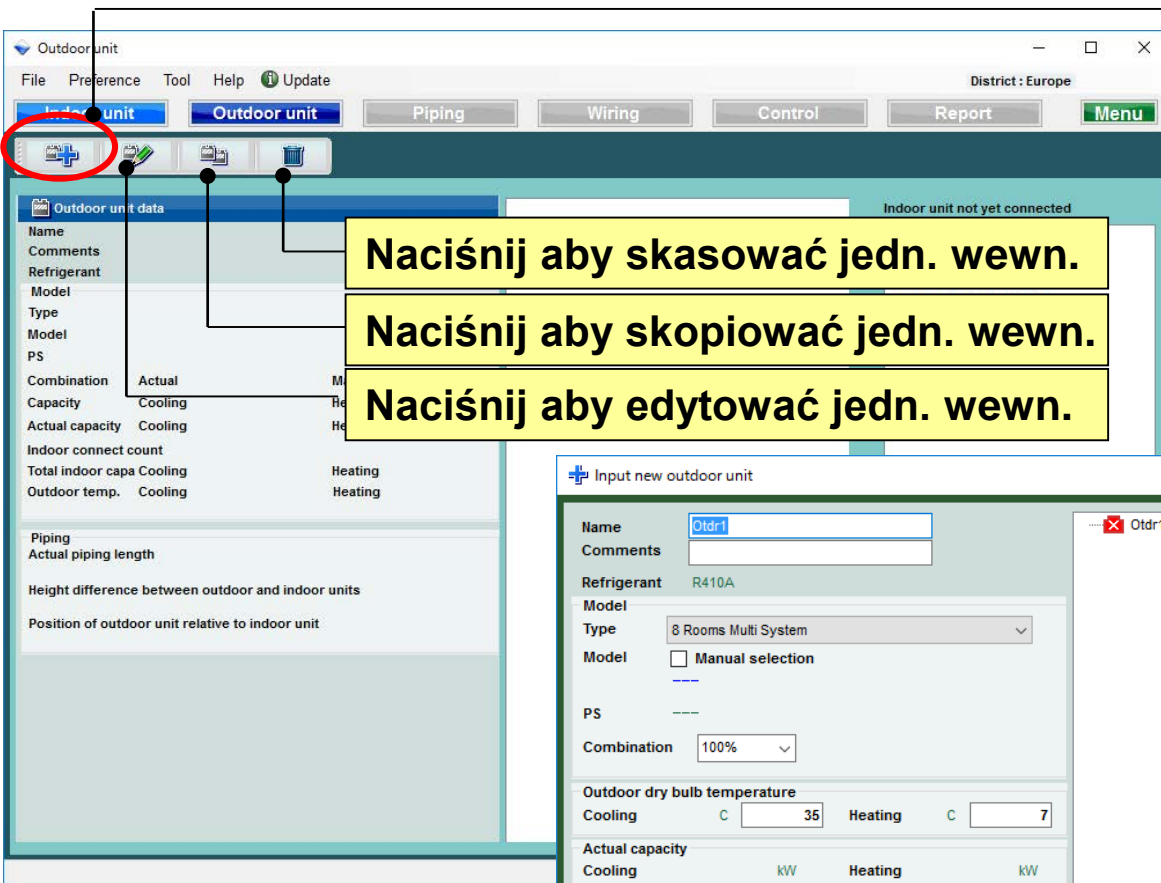 Outdoor unit
File Preference Tool Help Update District : Europe
Indoor unit Outdoor unit Piping Wiring Control Report Menu
Outdoor unit data
Name
Comments
Refrigerant
Model
Type
Model
PS
Combination Actual
Capacity Cooling
Actual capacity Cooling
Indoor connect count
Total indoor capa Cooling Heating
Outdoor temp. Cooling Heating
Piping
Actual piping length
Height difference between outdoor and indoor units
Position of outdoor unit relative to indoor unit
Indoor unit not yet connected
Naciśnij aby skasować jedn. wewn.
Naciśnij aby skopiować jedn. wewn.
Naciśnij aby edytować jedn. wewn.
Input new outdoor unit
Name Otdr1
Comments
Refrigerant R410A
Model
Type 8 Rooms Multi System
Model Manual selection
---
PS ---
Combination 100%
Outdoor dry bulb temperature
Cooling C 35 Heating C 7
Actual capacity
Cooling kW Heating kW
Otdr1